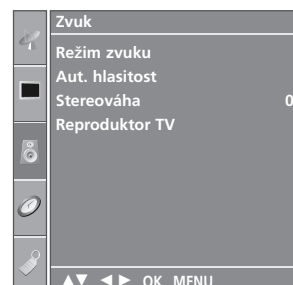 Zvuk
Režim zvuku
Aut. hlasitost
Stereováha 0
Reproduktor TV
▲▼ ◄► OK MENU